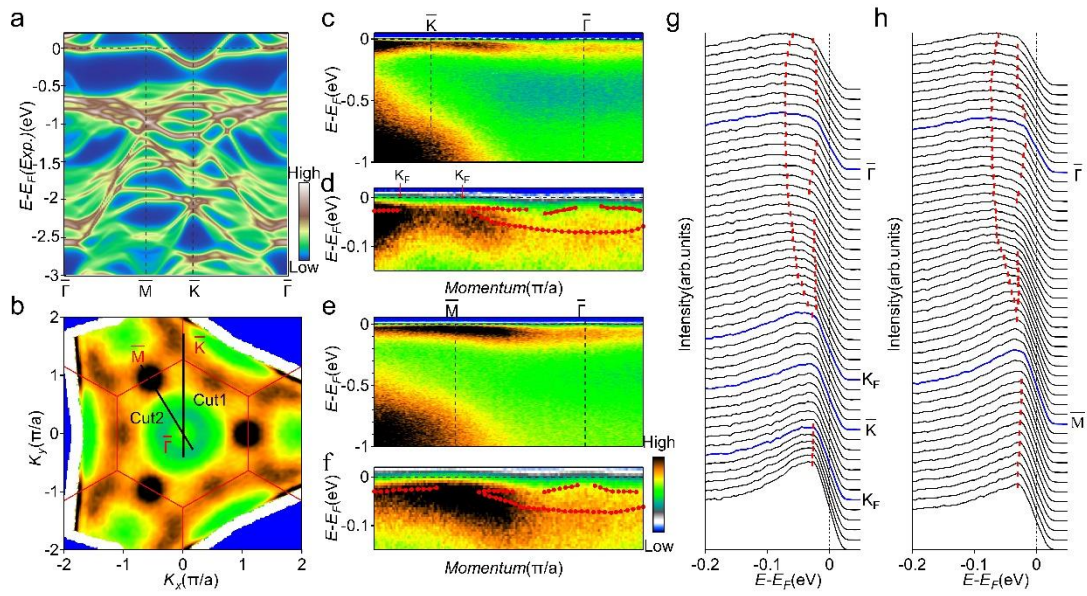 a
E-E_F(Exp.)(eV)
0
-0.5
-1
-1.5
-2
-2.5
-3
High
Low
Γ̅
M̅
K̅
Γ̅
b
K_y(π/a)
2
1
0
-1
-2
-2
-1
0
1
2
K_x(π/a)
M̅
K̅
Cut1
Cut2
Γ̅
c
K̅
Γ̅
E-E_F(eV)
0
-0.5
-1
d
K_F
K_F
E-E_F(eV)
0
-0.1
Momentum(π/a)
e
M̅
Γ̅
E-E_F(eV)
0
-0.5
-1
f
E-E_F(eV)
0
-0.1
Momentum(π/a)
High
Low
g
Intensity(arb.units)
Γ̅
K_F
K̅
K_F
-0.2
-0.1
0
E-E_F(eV)
h
Intensity(arb.units)
Γ̅
M̅
-0.2
-0.1
0
E-E_F(eV)